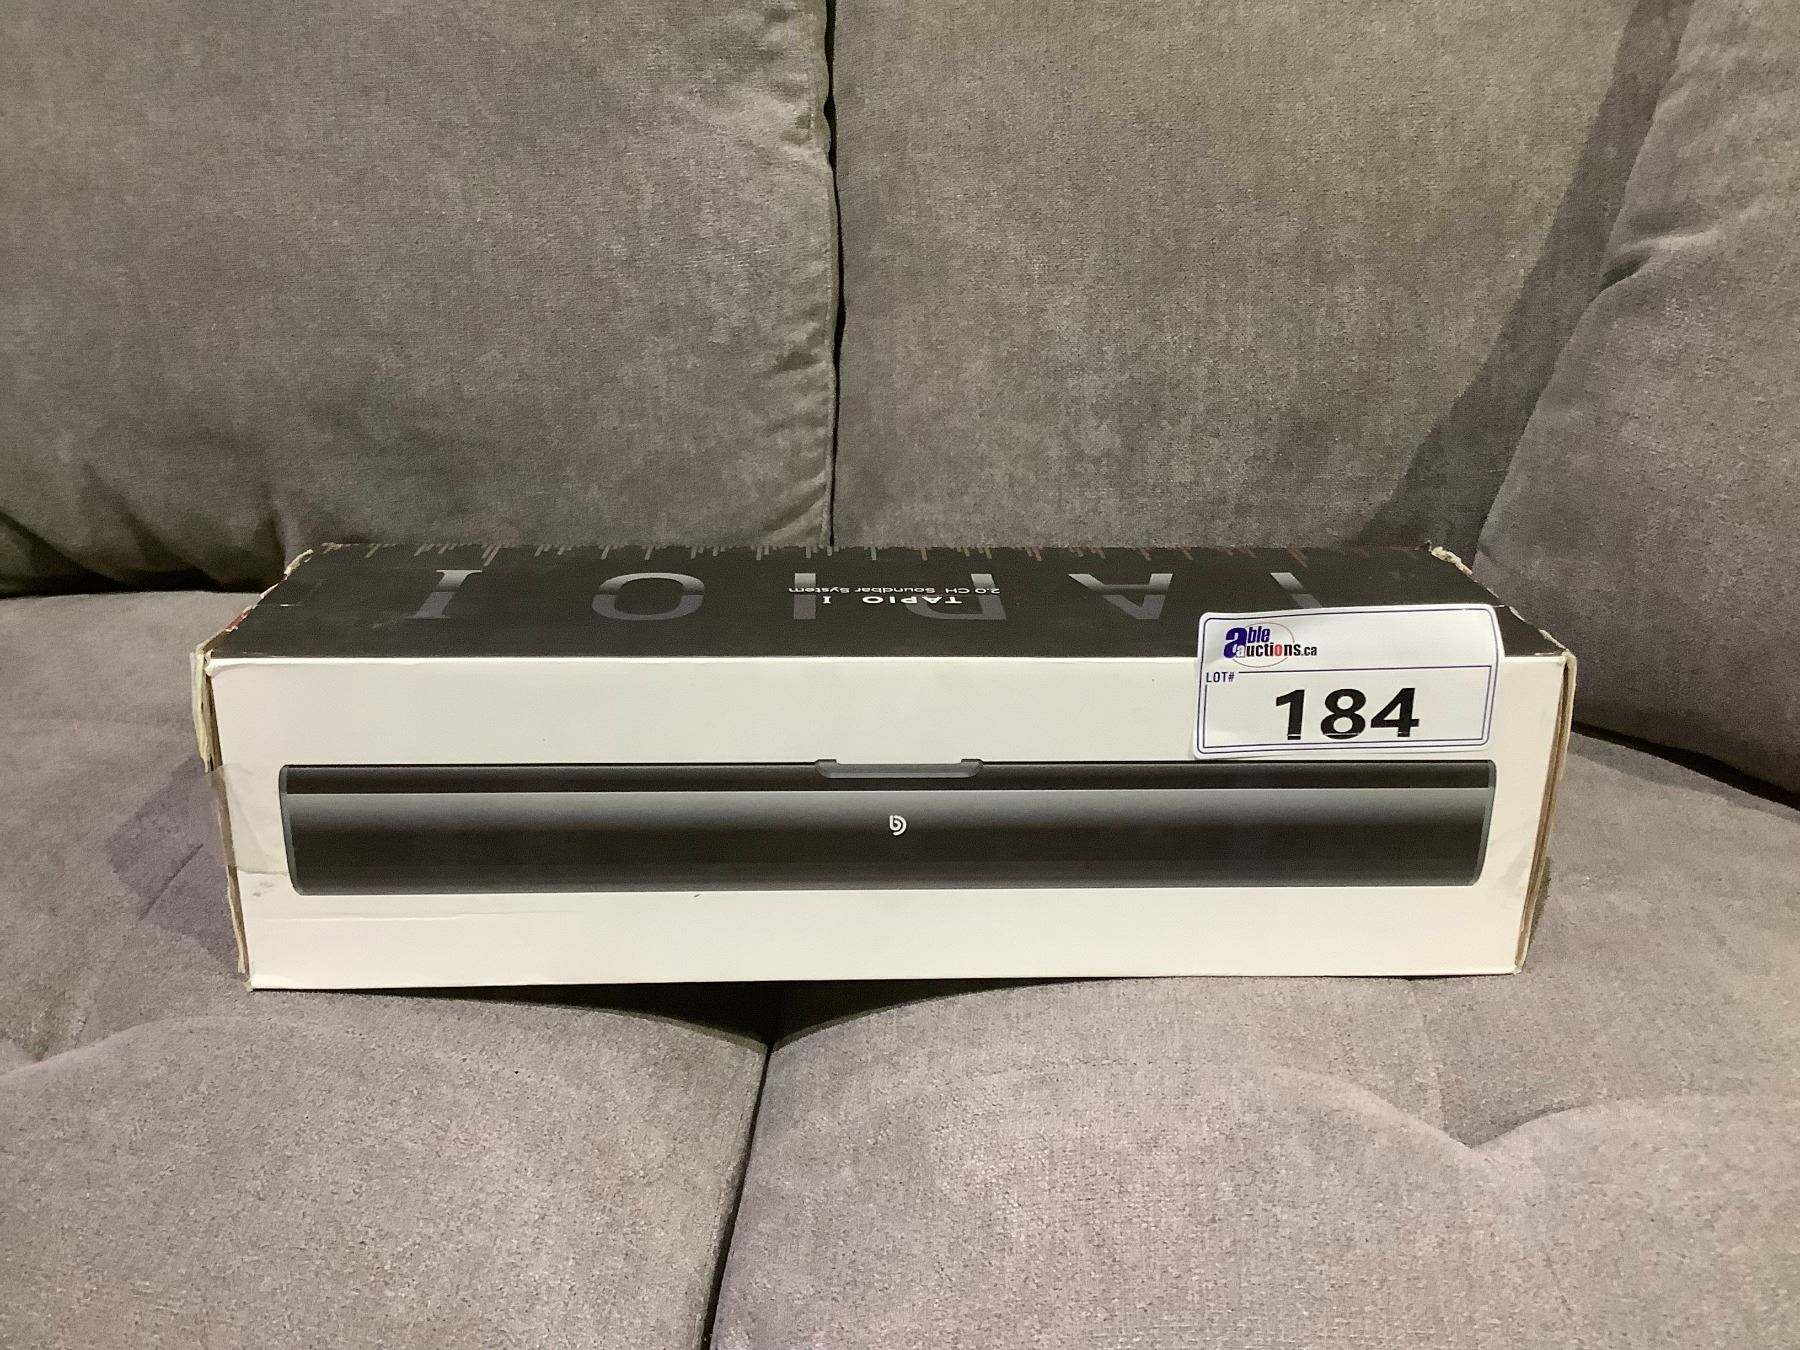 TAPIO I
TAPIO I
2.0 CH Soundbar System
able
auctions.ca
LOT#
184